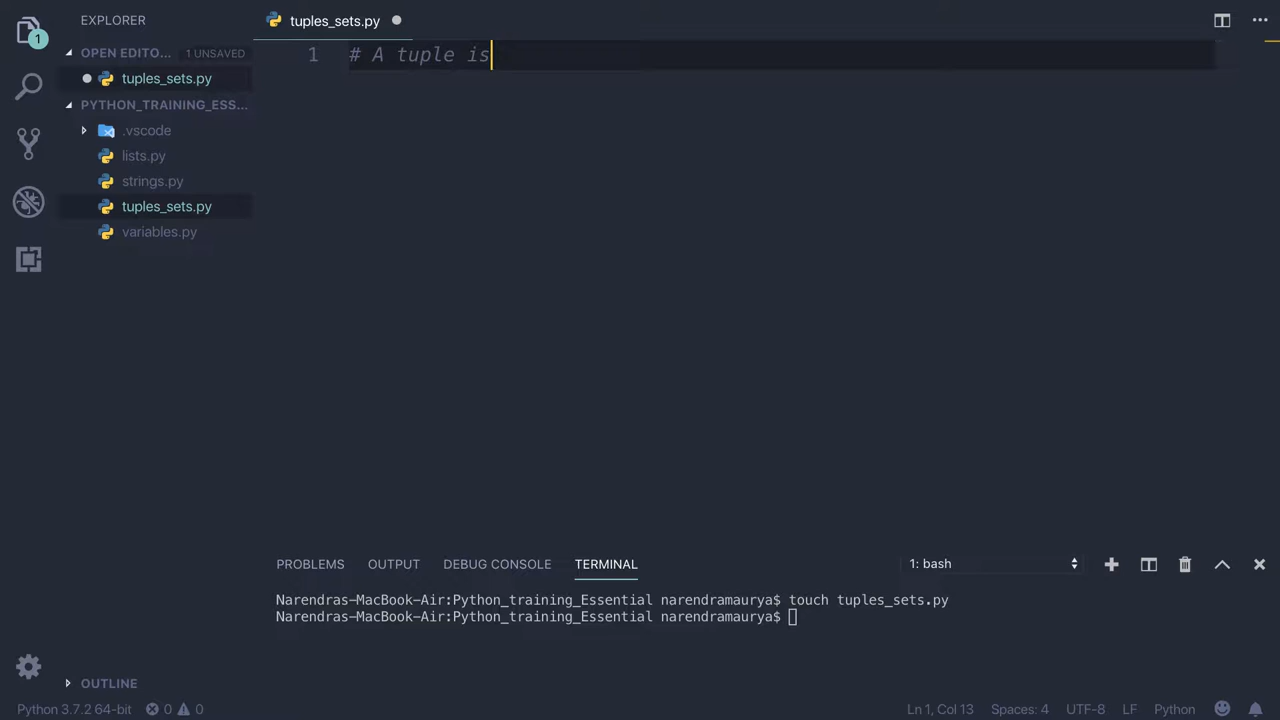 EXPLORER
tuples_sets.py
OPEN EDITO... 1 UNSAVED
tuples_sets.py
PYTHON_TRAINING_ESS...
.vscode
lists.py
strings.py
tuples_sets.py
variables.py
1
1 # A tuple is
PROBLEMS OUTPUT DEBUG CONSOLE TERMINAL 1: bash
Narendras-MacBook-Air:Python_training_Essential narendramaurya$ touch tuples_sets.py
Narendras-MacBook-Air:Python_training_Essential narendramaurya$
OUTLINE
Python 3.7.2 64-bit 0 0 Ln 1, Col 13 Spaces: 4 UTF-8 LF Python